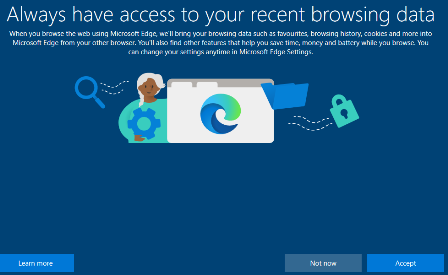 Always have access to your recent browsing data
When you browse the web using Microsoft Edge, we'll bring your browsing data such as favourites, browsing history, cookies and more into
Microsoft Edge from your other browser. You'll also find other features that help you save time, money and battery while you browse. You
can change your settings anytime in Microsoft Edge Settings.
Learn more
Not now
Accept